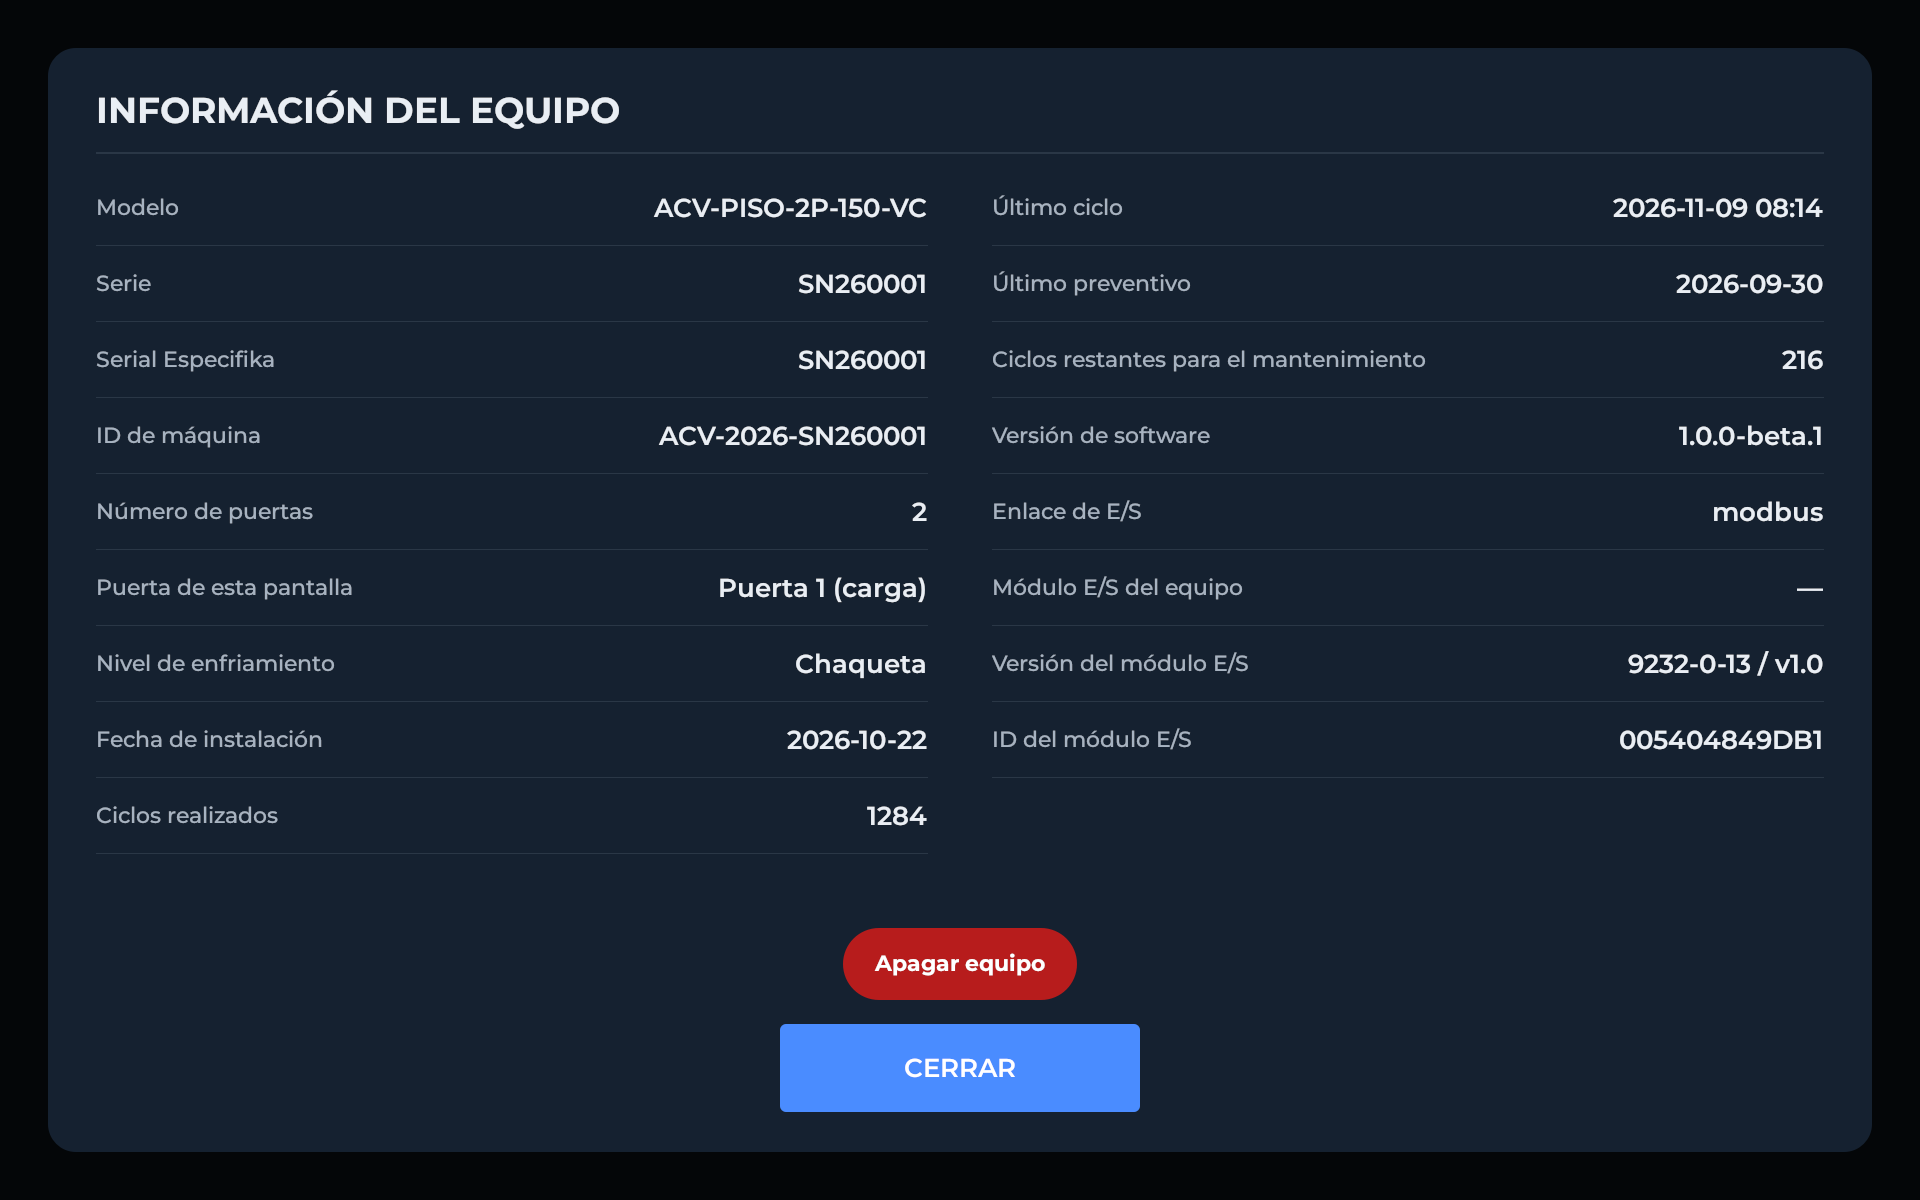 INFORMACIÓN DEL EQUIPO
Modelo ACV-PISO-2P-150-VC
Serie SN260001
Serial Especifika SN260001
ID de máquina ACV-2026-SN260001
Número de puertas 2
Puerta de esta pantalla Puerta 1 (carga)
Nivel de enfriamiento Chaqueta
Fecha de instalación 2026-10-22
Ciclos realizados 1284
Último ciclo 2026-11-09 08:14
Último preventivo 2026-09-30
Ciclos restantes para el mantenimiento 216
Versión de software 1.0.0-beta.1
Enlace de E/S modbus
Módulo E/S del equipo —
Versión del módulo E/S 9232-0-13 / v1.0
ID del módulo E/S 005404849DB1
Apagar equipo
CERRAR